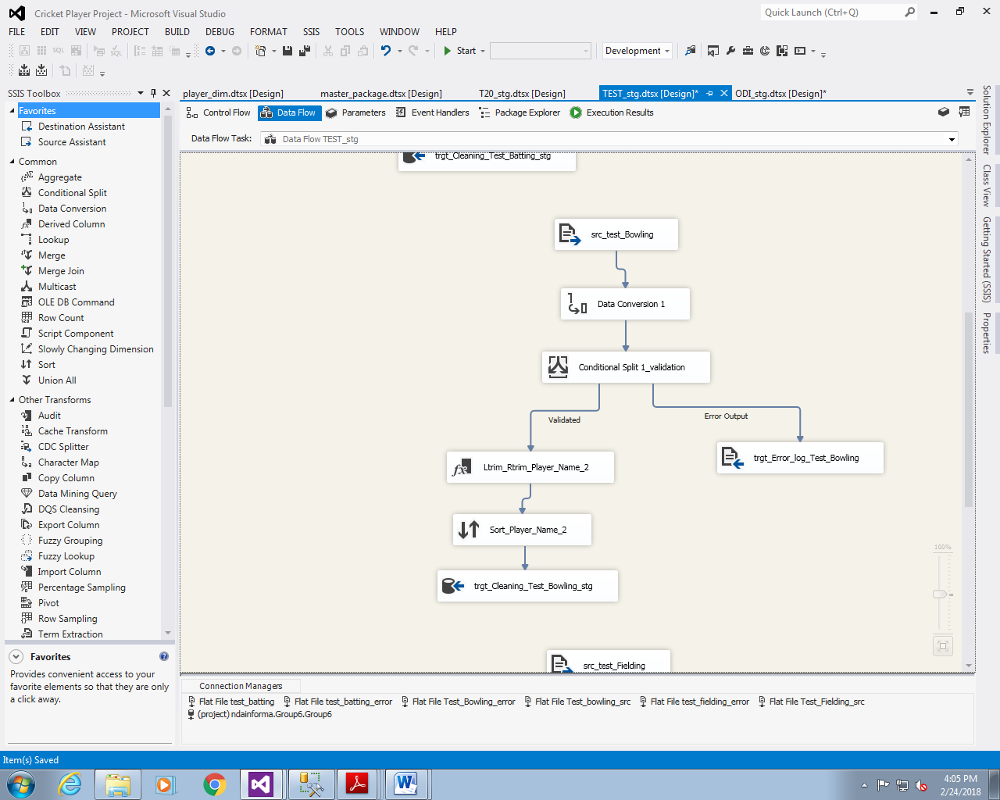 Cricket Player Project - Microsoft Visual Studio
Quick Launch (Ctrl+Q)
FILE EDIT VIEW PROJECT BUILD DEBUG FORMAT SSIS TOOLS WINDOW HELP
SQL SQL Start Development
SSIS Toolbox
player_dim.dtsx [Design] master_package.dtsx [Design] T20_stg.dtsx [Design] TEST_stg.dtsx [Design]* ODI_stg.dtsx [Design]*
Control Flow Data Flow Parameters Event Handlers Package Explorer Execution Results
Data Flow Task: Data Flow TEST_stg
Favorites
Destination Assistant
Source Assistant
Common
Aggregate
Conditional Split
Data Conversion
Derived Column
Lookup
Merge
Merge Join
Multicast
OLE DB Command
Row Count
Script Component
Slowly Changing Dimension
Sort
Union All
Other Transforms
Audit
Cache Transform
CDC Splitter
Character Map
Copy Column
Data Mining Query
DQS Cleansing
Export Column
Fuzzy Grouping
Fuzzy Lookup
Import Column
Percentage Sampling
Pivot
Row Sampling
Term Extraction
Favorites
Provides convenient access to your
favorite elements so that they are only
a click away.
trgt_Cleaning_Test_Batting_stg
src_test_Bowling
Data Conversion 1
Conditional Split 1_validation
Validated
Error Output
Ltrim_Rtrim_Player_Name_2
trgt_Error_log_Test_Bowling
Sort_Player_Name_2
trgt_Cleaning_Test_Bowling_stg
src_test_Fielding
100%
Solution Explorer
Class View
Getting Started (SSIS)
Properties
Connection Managers
Flat File test_batting Flat File test_batting_error Flat File Test_Bowling_error Flat File Test_bowling_src Flat File test_fielding_error Flat File Test_Fielding_src
(project) ndainforma.Group6.Group6
Item(s) Saved
4:05 PM
2/24/2018